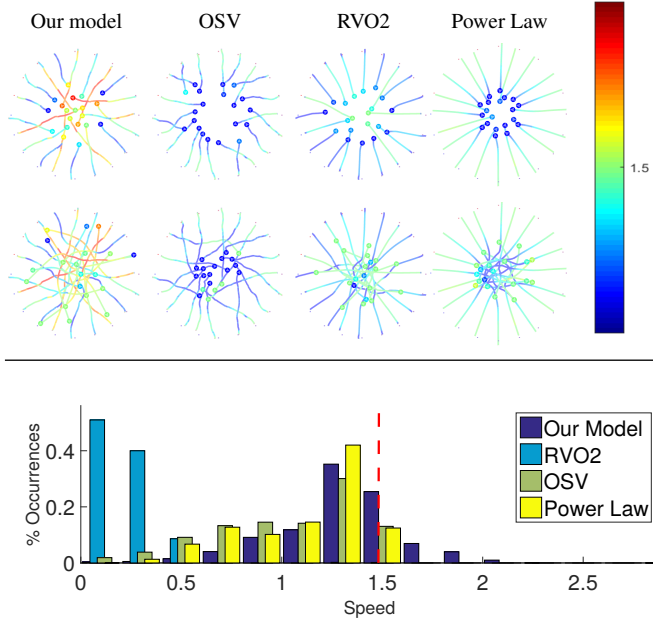 Our model OSV RVO2 Power Law
1.5
% Occurrences
0.4
0.2
0
Our Model
RVO2
OSV
Power Law
0 0.5 1 1.5 2 2.5
Speed